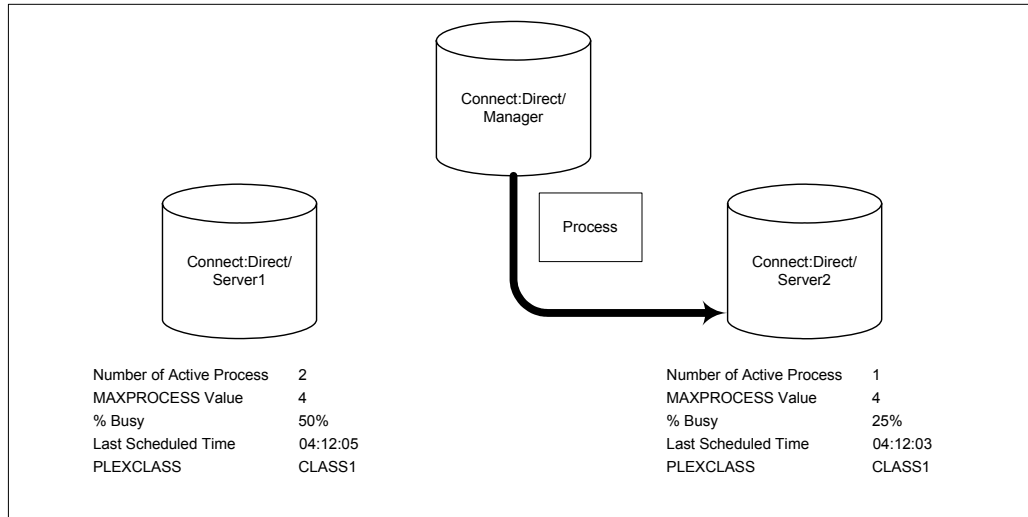 Connect:Direct/
Manager
Process
Connect:Direct/
Server1
Connect:Direct/
Server2
Number of Active Process 2
MAXPROCESS Value 4
% Busy 50%
Last Scheduled Time 04:12:05
PLEXCLASS CLASS1
Number of Active Process 1
MAXPROCESS Value 4
% Busy 25%
Last Scheduled Time 04:12:03
PLEXCLASS CLASS1